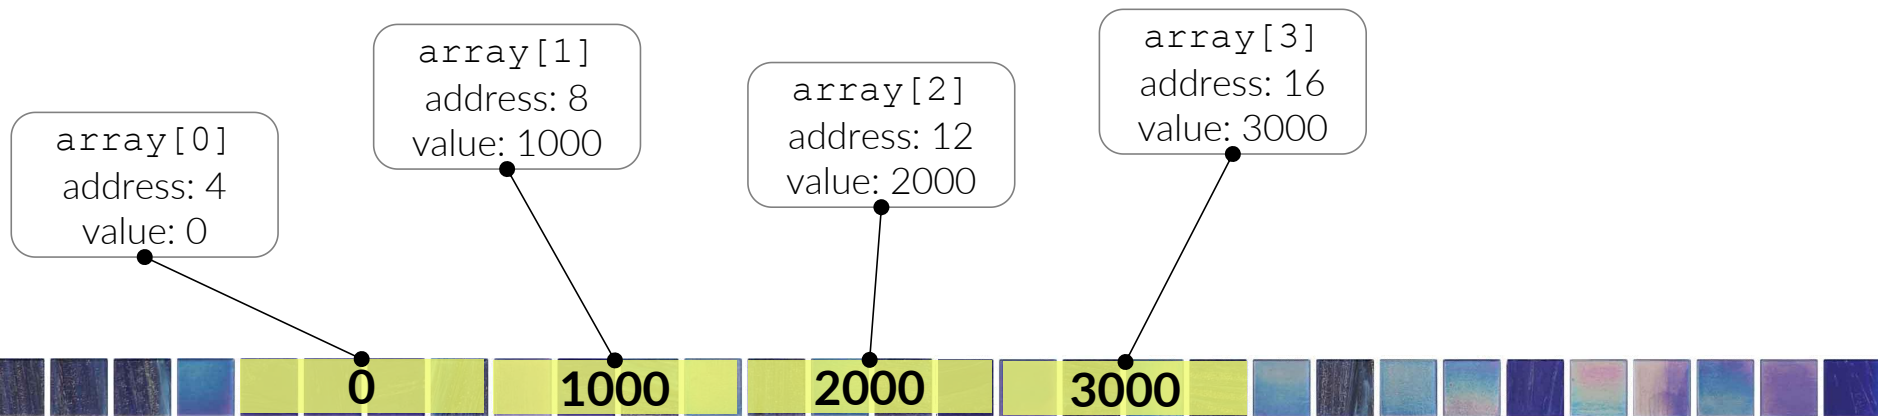 array[0]
address: 4
value: 0
array[1]
address: 8
value: 1000
array[2]
address: 12
value: 2000
array[3]
address: 16
value: 3000
0
1000
2000
3000